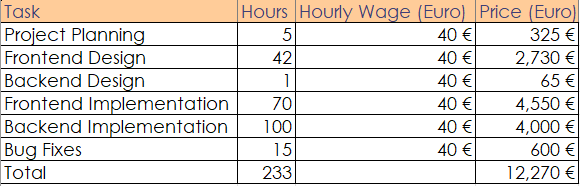 Task Hours Hourly Wage (Euro) Price (Euro)
Project Planning 5 40 € 325 €
Frontend Design 42 40 € 2,730 €
Backend Design 1 40 € 65 €
Frontend Implementation 70 40 € 4,550 €
Backend Implementation 100 40 € 4,000 €
Bug Fixes 15 40 € 600 €
Total 233 12,270 €